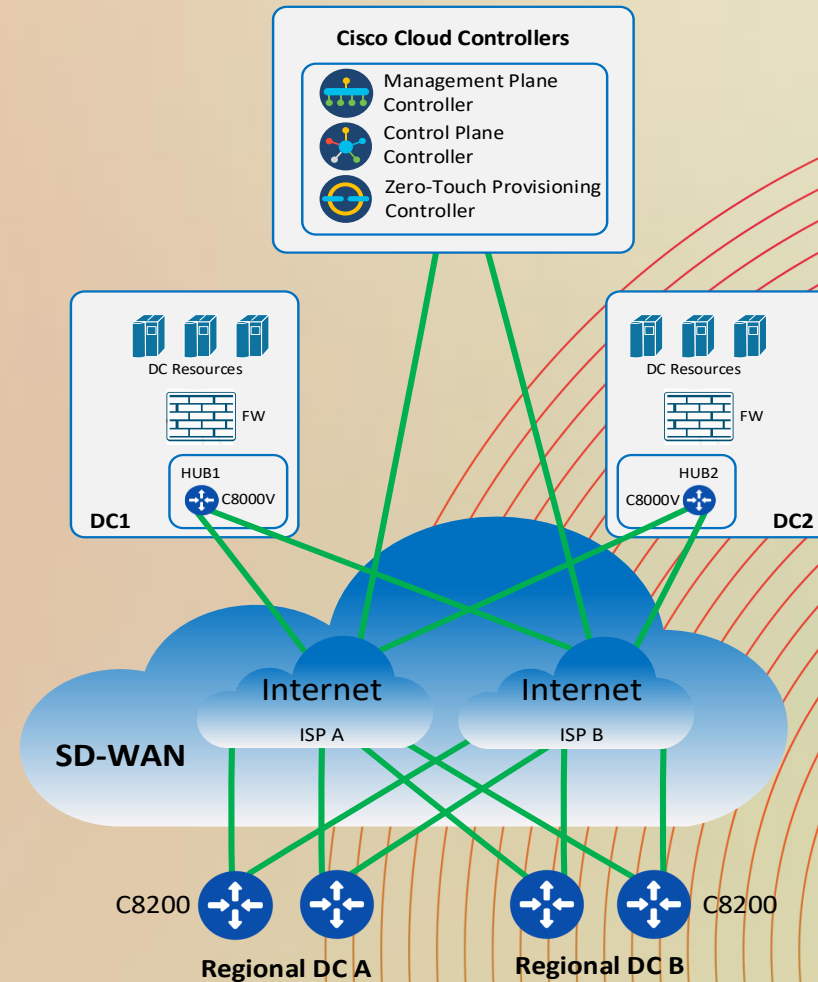 Cisco Cloud Controllers
Management Plane
Controller
Control Plane
Controller
Zero-Touch Provisioning
Controller
DC Resources
FW
HUB1
C8000V
DC1
DC Resources
FW
HUB2
C8000V
DC2
Internet
ISP A
Internet
ISP B
SD-WAN
C8200
C8200
Regional DC A
Regional DC B